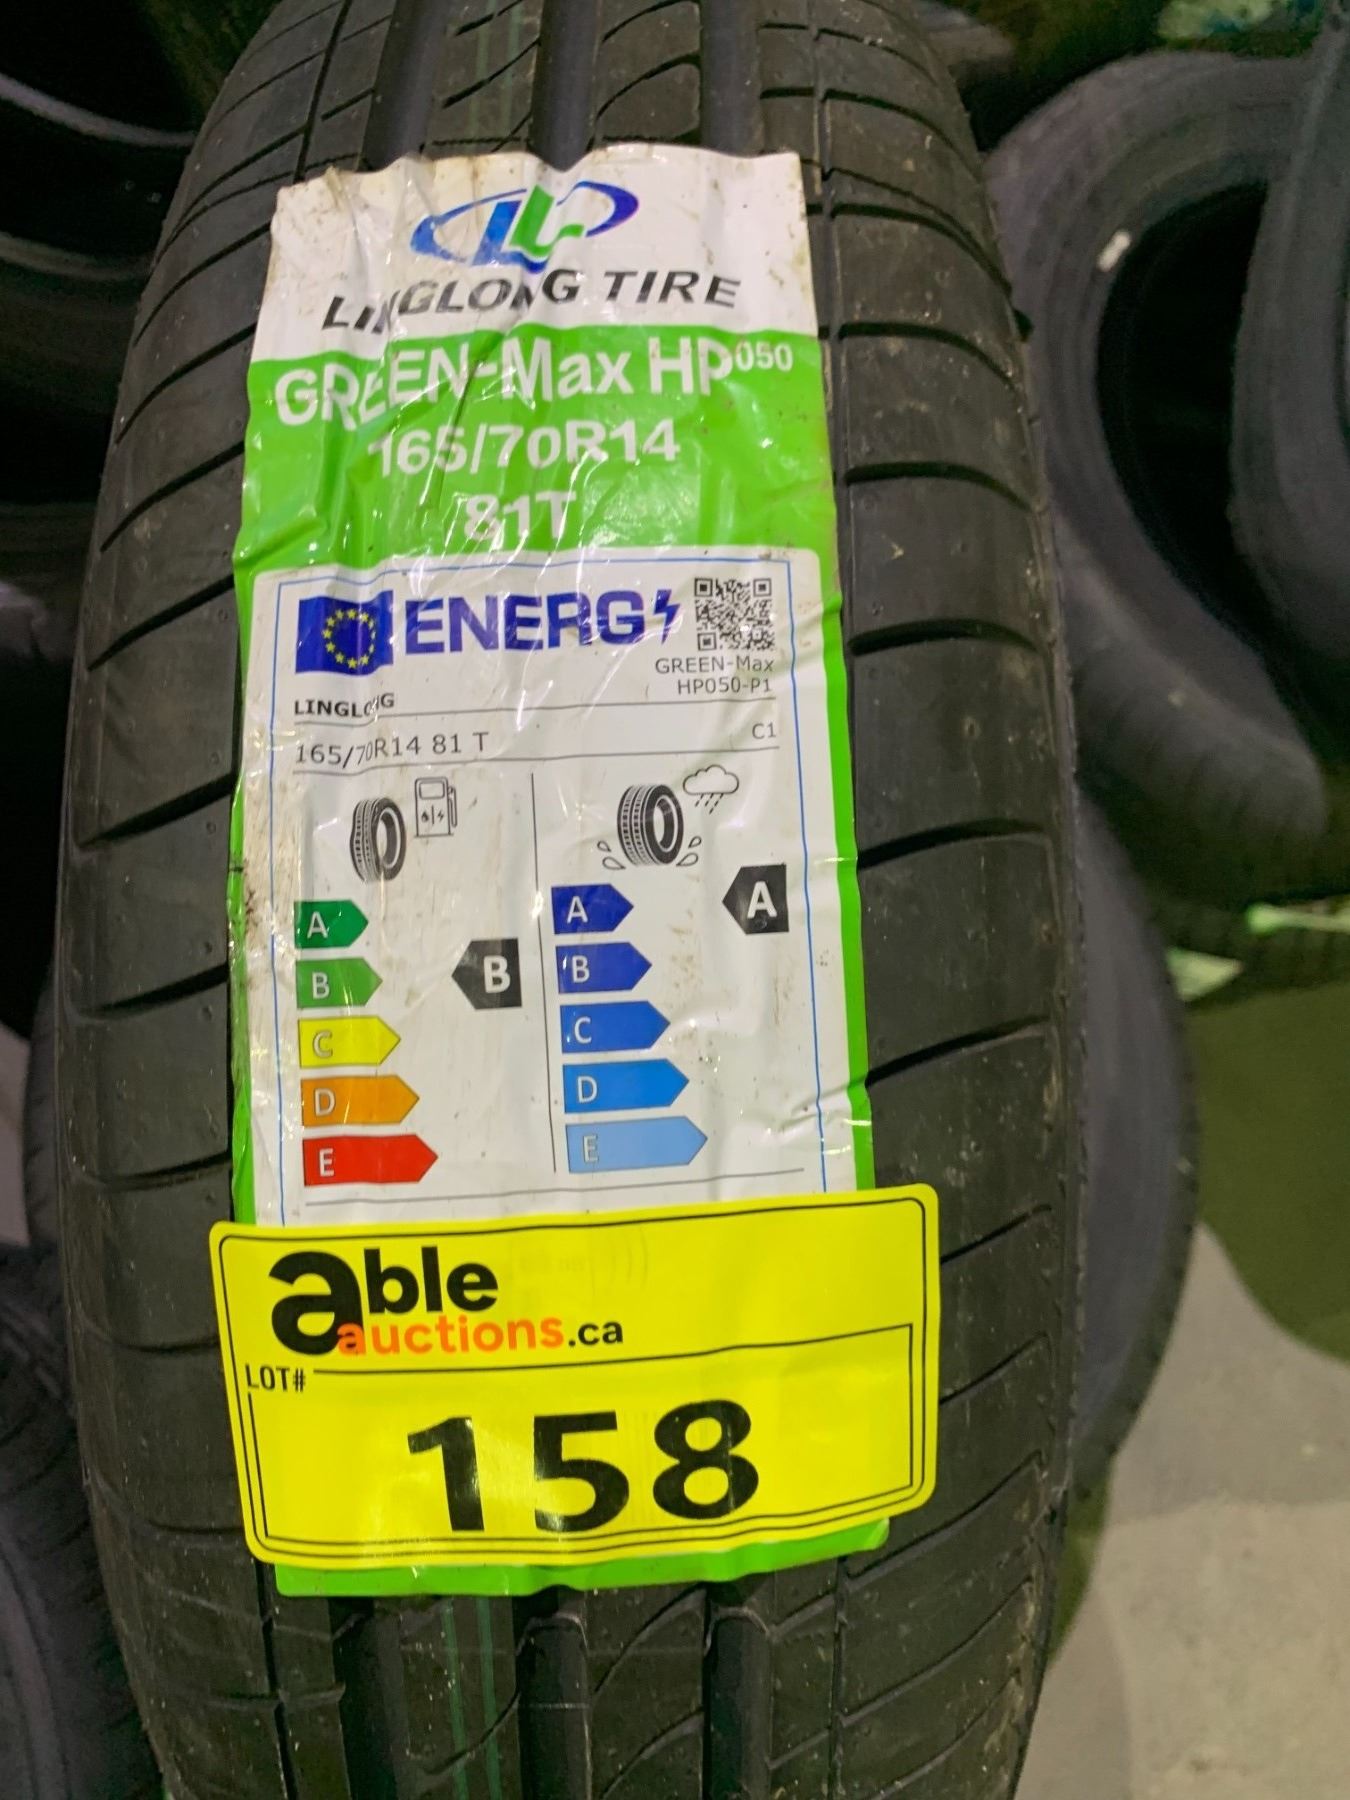 LINGLONG TIRE
GREEN-Max HP050
165/70R14
81T
ENERG
GREEN-Max
HP050-P1
LINGLONG
165/70R14 81 T
C1
A
B
C
D
E
B
A
B
C
D
E
A
able
auctions.ca
LOT#
158